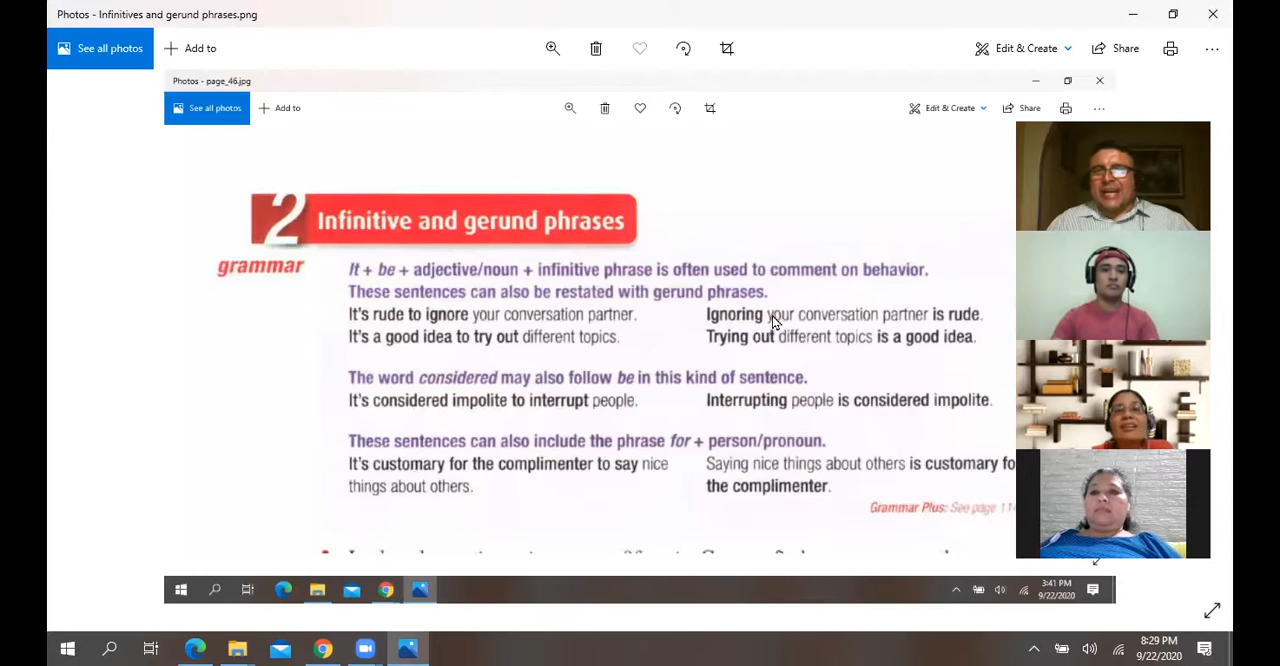 Photos - Infinitives and gerund phrases.png
See all photos
Add to
Edit & Create
Share
Photos - page_46.jpg
See all photos
Add to
Edit & Create
Share
2 Infinitive and gerund phrases
grammar
It + be + adjective/noun + infinitive phrase is often used to comment on behavior.
These sentences can also be restated with gerund phrases.
It's rude to ignore your conversation partner. Ignoring your conversation partner is rude.
It's a good idea to try out different topics. Trying out different topics is a good idea.
The word considered may also follow be in this kind of sentence.
It's considered impolite to interrupt people. Interrupting people is considered impolite.
These sentences can also include the phrase for + person/pronoun.
It's customary for the complimenter to say nice Saying nice things about others is customary fo
things about others. the complimenter.
Grammar Plus: See page
3:41 PM
9/22/2020
8:29 PM
9/22/2020